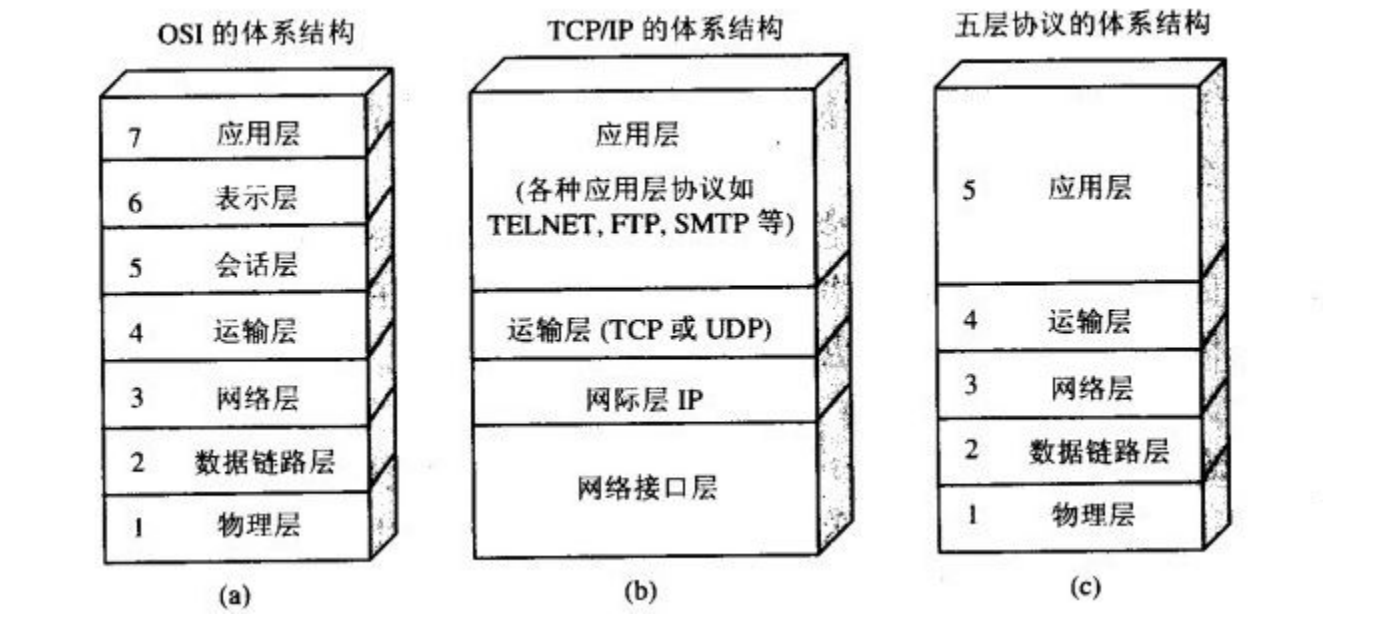 OSI 的体系结构
7 应用层
6 表示层
5 会话层
4 运输层
3 网络层
2 数据链路层
1 物理层
(a)
TCP/IP 的体系结构
应用层
(各种应用层协议如
TELNET, FTP, SMTP 等)
运输层 (TCP 或 UDP)
网际层 IP
网络接口层
(b)
五层协议的体系结构
5 应用层
4 运输层
3 网络层
2 数据链路层
1 物理层
(c)